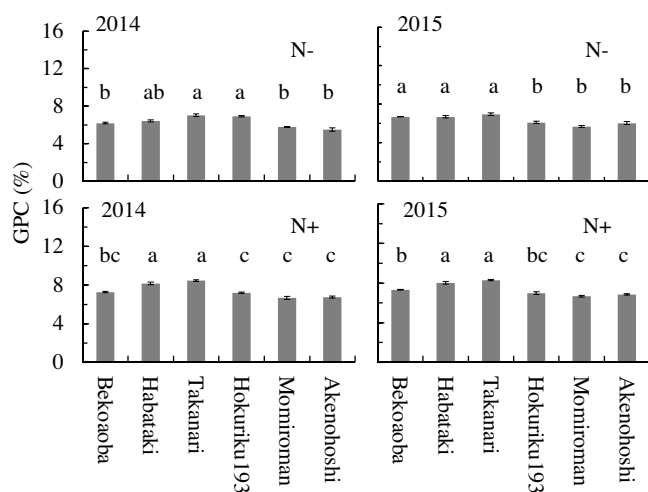 16
12
8
4
0
2014
N-
b ab a a b b
2015
N-
a a a b b b
GPC (%)
16
12
8
4
0
2014
N+
bc a a c c c
2015
N+
b a a bc c c
Bekoaoba
Habataki
Takanari
Hokuriku193
Momiroman
Akenohoshi
Bekoaoba
Habataki
Takanari
Hokuriku193
Momiroman
Akenohoshi